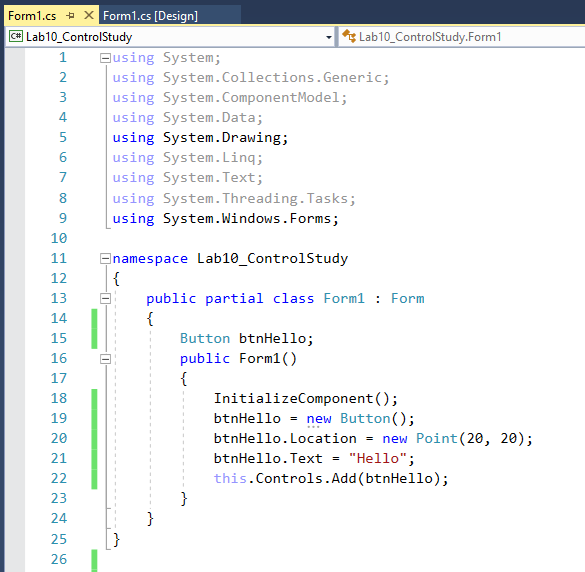 Form1.cs Form1.cs [Design]
C# Lab10_ControlStudy Lab10_ControlStudy.Form1
1 using System;
2 using System.Collections.Generic;
3 using System.ComponentModel;
4 using System.Data;
5 using System.Drawing;
6 using System.Linq;
7 using System.Text;
8 using System.Threading.Tasks;
9 using System.Windows.Forms;
10
11 namespace Lab10_ControlStudy
12 {
13 public partial class Form1 : Form
14 {
15 Button btnHello;
16 public Form1()
17 {
18 InitializeComponent();
19 btnHello = new Button();
20 btnHello.Location = new Point(20, 20);
21 btnHello.Text = "Hello";
22 this.Controls.Add(btnHello);
23 }
24 }
25 }
26